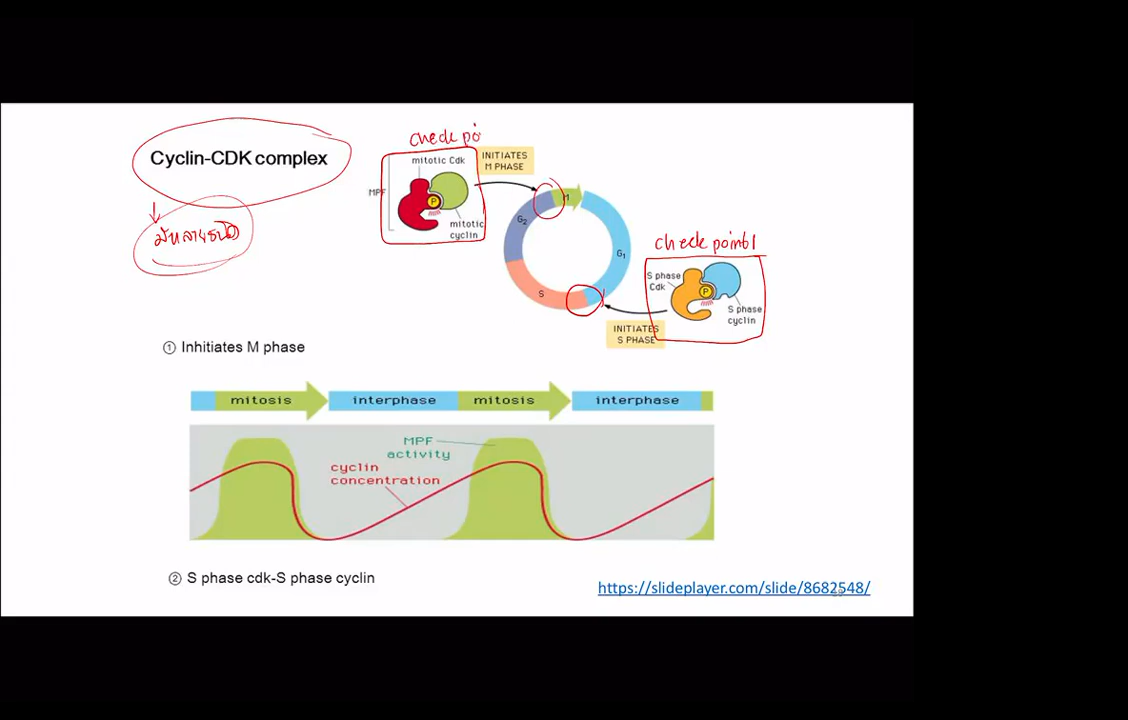 check po
Cyclin-CDK complex
มันหลายชนิด
MPF
mitotic Cdk
P
mitotic
cyclin
INITIATES
M PHASE
M
G₂
G₁
S
check point1
S phase
Cdk
P
S phase
cyclin
INITIATES
S PHASE
① Inhitiates M phase
mitosis
interphase
mitosis
interphase
MPF
activity
cyclin
concentration
② S phase cdk-S phase cyclin
https://slideplayer.com/slide/8682548/